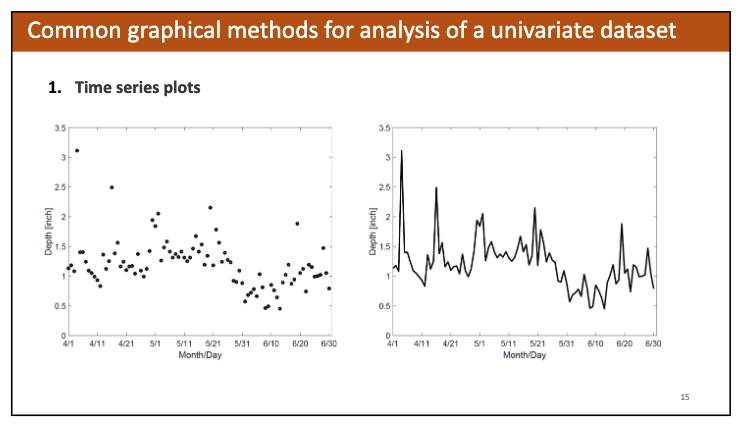 Common graphical methods for analysis of a univariate dataset
1. Time series plots
3.5
3
2.5
2
1.5
1
0.5
0
Depth [inch]
4/1 4/11 4/21 5/1 5/11 5/21 5/31 6/10 6/20 6/30
Month/Day
3.5
3
2.5
2
1.5
1
0.5
0
Depth [inch]
4/1 4/11 4/21 5/1 5/11 5/21 5/31 6/10 6/20 6/30
Month/Day
15